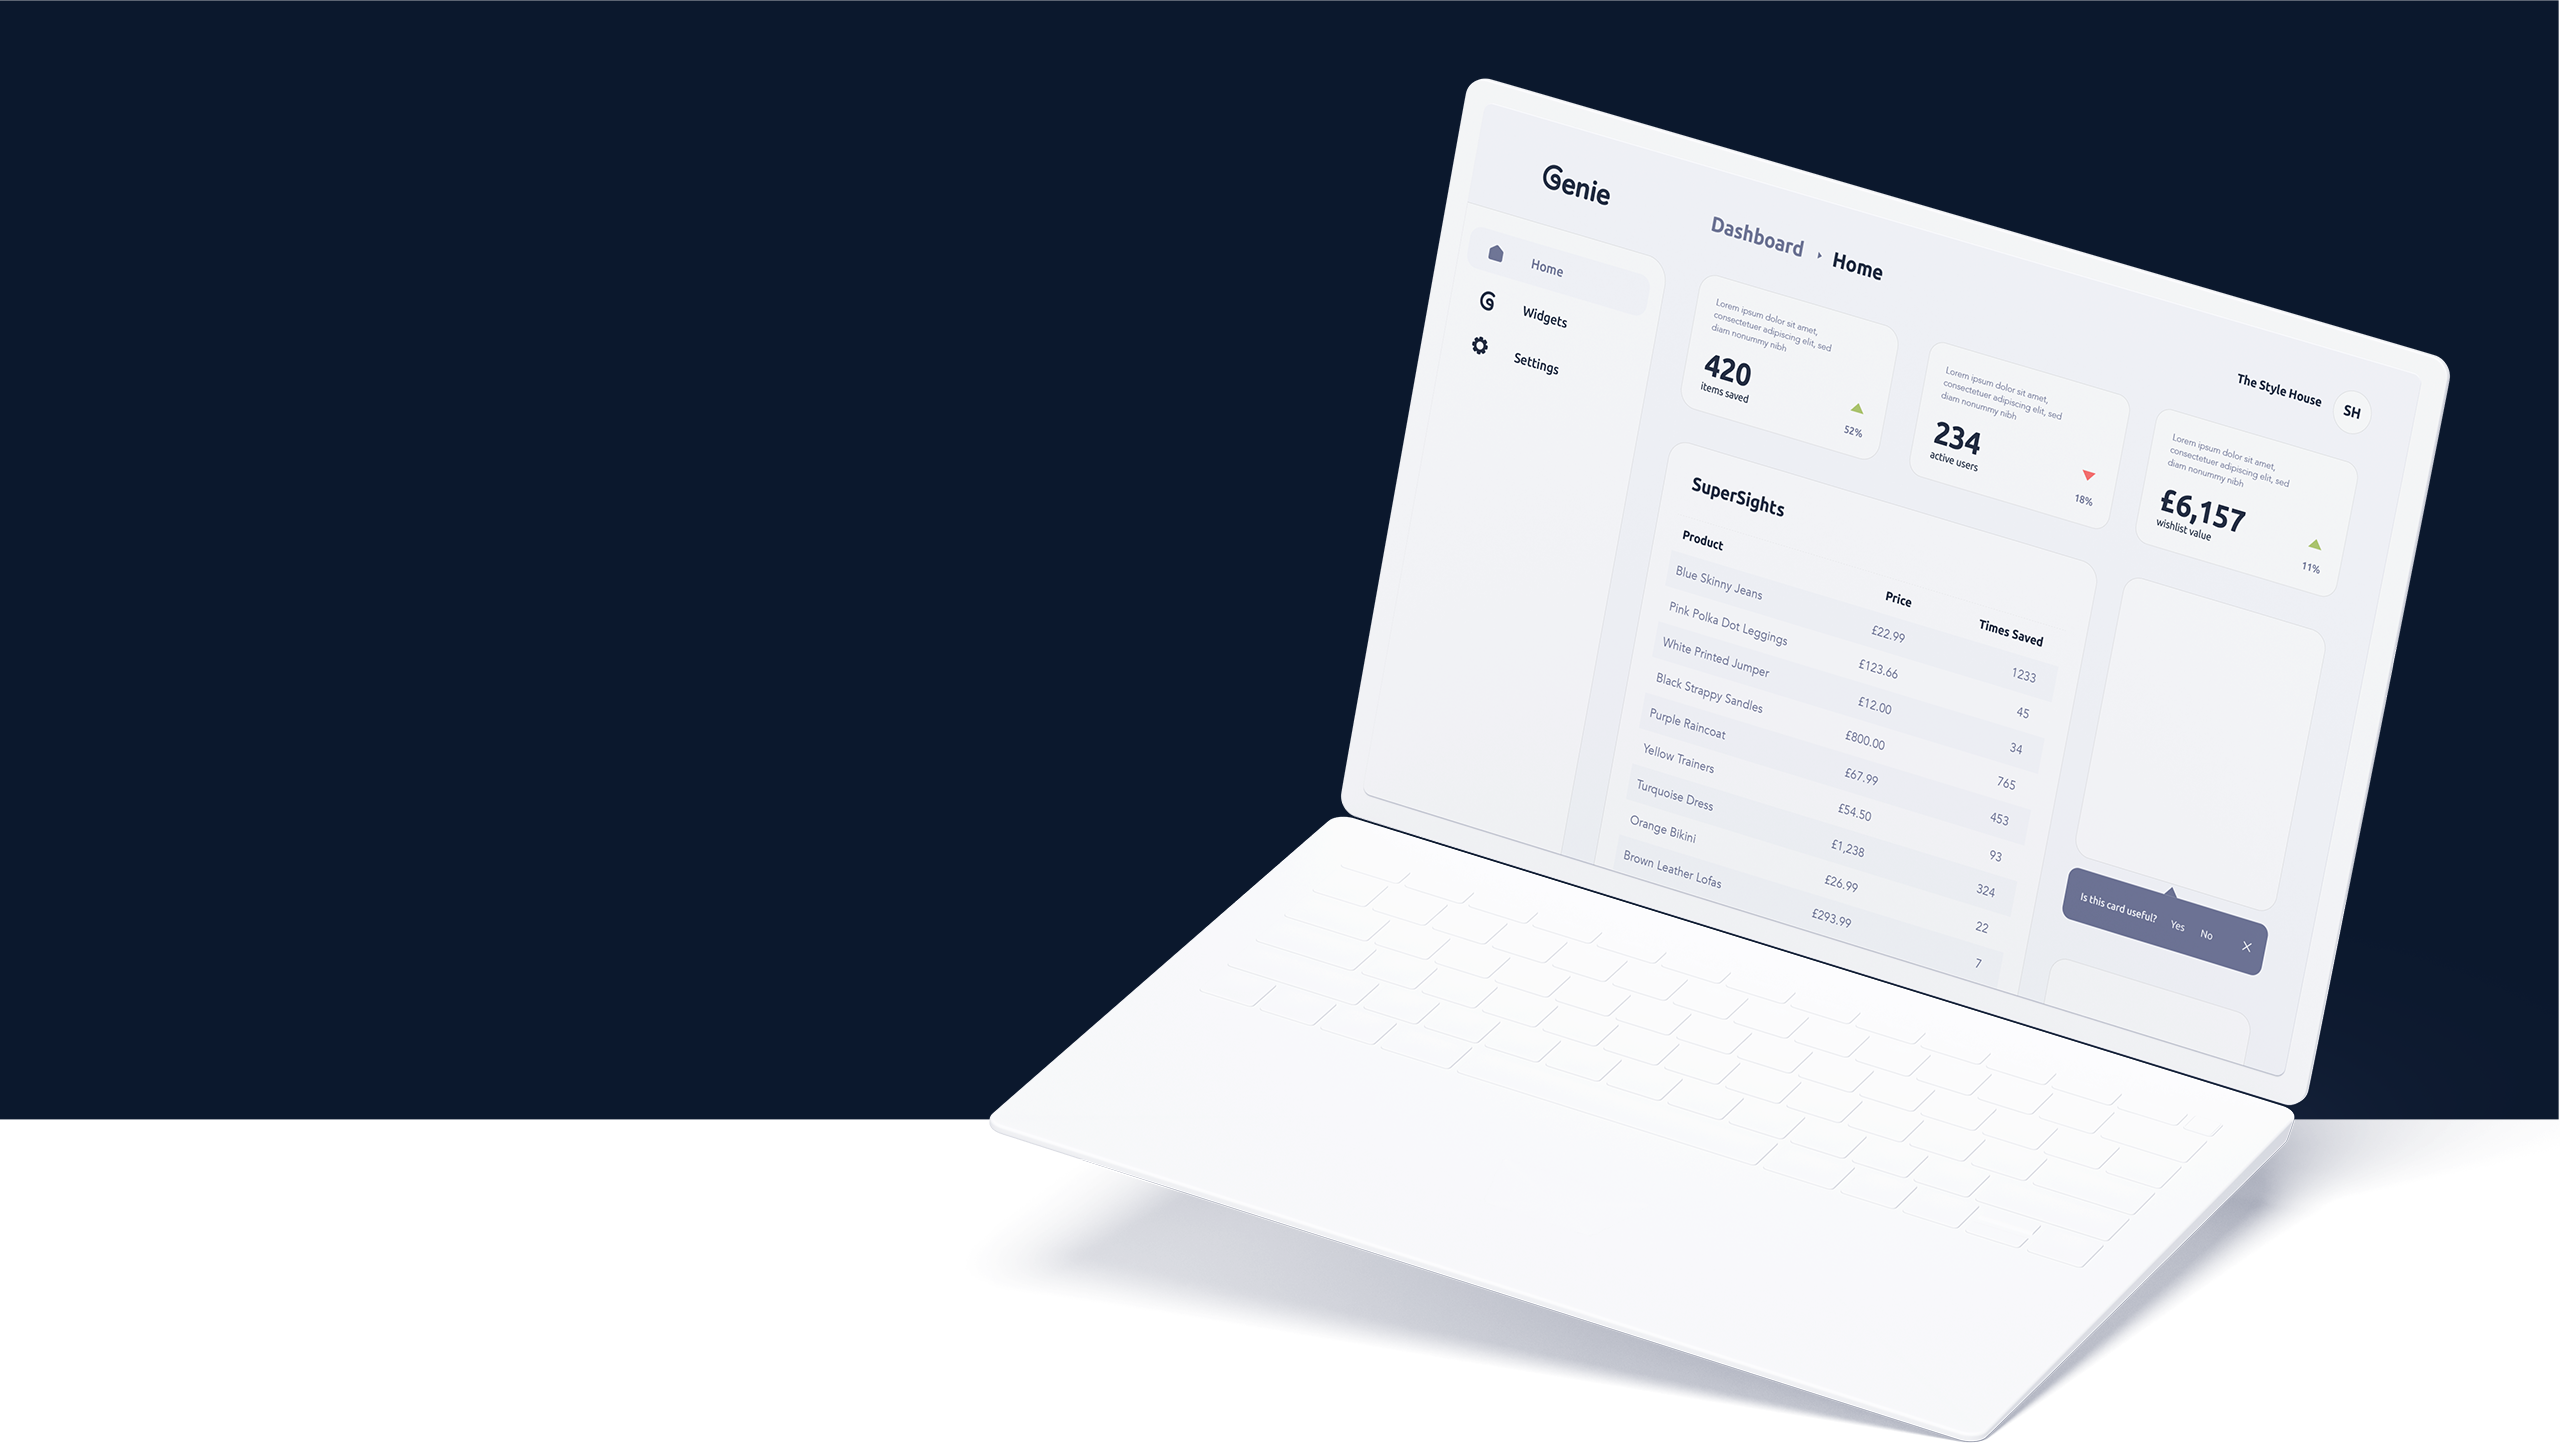 Genie
Dashboard
Home
The Style House
SH
Home
Widgets
Settings
Lorem ipsum dolor sit amet,
consectetuer adipiscing elit, sed
diam nonummy nibh
420
items saved
52%
Lorem ipsum dolor sit amet,
consectetuer adipiscing elit, sed
diam nonummy nibh
234
active users
18%
Lorem ipsum dolor sit amet,
consectetuer adipiscing elit, sed
diam nonummy nibh
£6,157
wishlist value
11%
SuperSights
Product Price Times Saved
Blue Skinny Jeans £22.99 1233
Pink Polka Dot Leggings £123.66 45
White Printed Jumper £12.00 34
Black Strappy Sandles £800.00 765
Purple Raincoat £67.99 453
Yellow Trainers £54.50 93
Turquoise Dress £1,238 324
Orange Bikini £26.99 22
Brown Leather Lofas £293.99 7
Is this card useful? Yes No